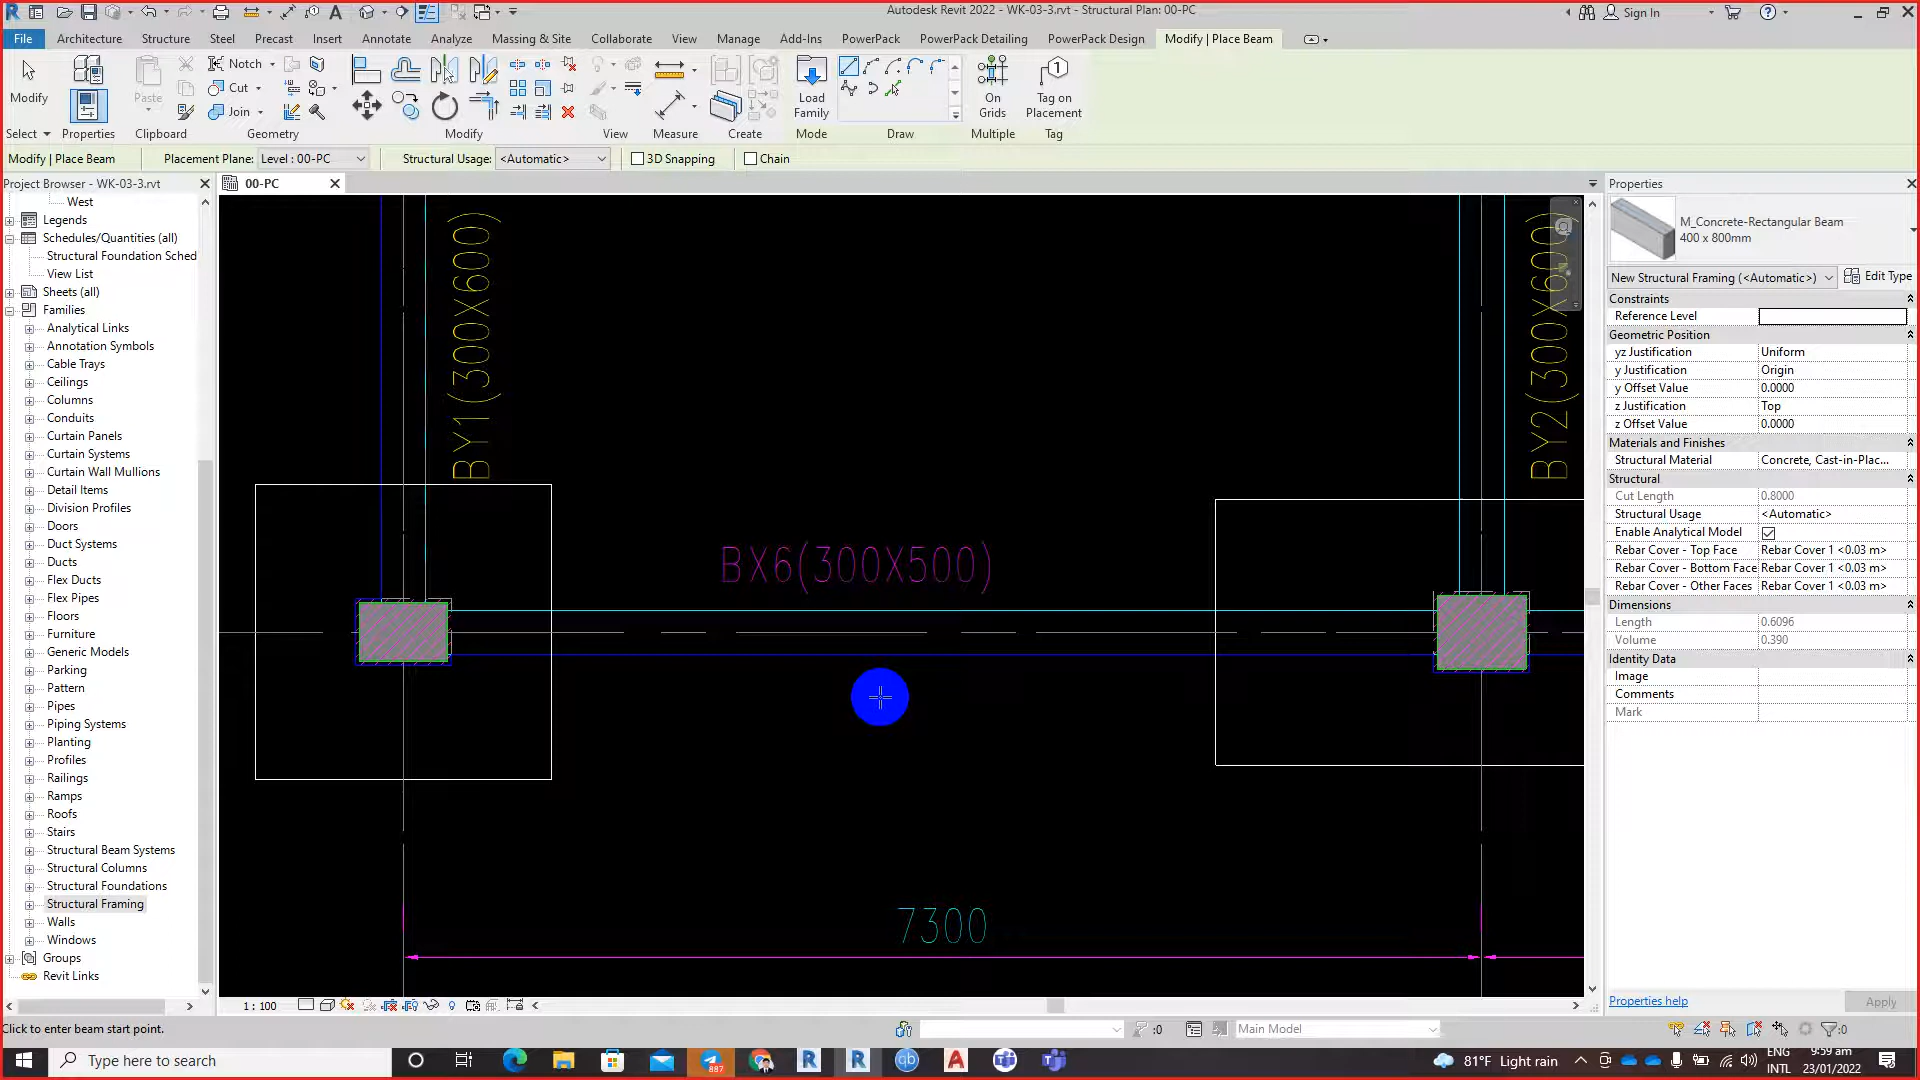 Autodesk Revit 2022 - WK-03-3.rvt - Structural Plan: 00-PC
Sign In
File Architecture Structure Steel Precast Insert Annotate Analyze Massing & Site Collaborate View Manage Add-Ins PowerPack PowerPack Detailing PowerPack Design Modify | Place Beam
Modify
Paste
Notch
Cut
Join
Load
Family
On
Grids
Tag on
Placement
Select Properties Clipboard Geometry Modify View Measure Create Mode Draw Multiple Tag
Modify | Place Beam Placement Plane: Level : 00-PC Structural Usage: <Automatic> 3D Snapping Chain
Project Browser - WK-03-3.rvt
West
Legends
Schedules/Quantities (all)
Structural Foundation Sched
View List
Sheets (all)
Families
Analytical Links
Annotation Symbols
Cable Trays
Ceilings
Columns
Conduits
Curtain Panels
Curtain Systems
Curtain Wall Mullions
Detail Items
Division Profiles
Doors
Duct Systems
Ducts
Flex Ducts
Flex Pipes
Floors
Furniture
Generic Models
Parking
Pattern
Pipes
Piping Systems
Planting
Profiles
Railings
Ramps
Roofs
Stairs
Structural Beam Systems
Structural Columns
Structural Foundations
Structural Framing
Walls
Windows
Groups
Revit Links
00-PC
BY1(300X600)
BY2(300X600)
BX6(300X500)
7300
1 : 100
Properties
M_Concrete-Rectangular Beam
400 x 800mm
New Structural Framing (<Automatic>) Edit Type
Constraints
Reference Level
Geometric Position
yz Justification Uniform
y Justification Origin
y Offset Value 0.0000
z Justification Top
z Offset Value 0.0000
Materials and Finishes
Structural Material Concrete, Cast-in-Plac...
Structural
Cut Length 0.8000
Structural Usage <Automatic>
Enable Analytical Model
Rebar Cover - Top Face Rebar Cover 1 <0.03 m>
Rebar Cover - Bottom Face Rebar Cover 1 <0.03 m>
Rebar Cover - Other Faces Rebar Cover 1 <0.03 m>
Dimensions
Length 0.6096
Volume 0.390
Identity Data
Image
Comments
Mark
Properties help Apply
Click to enter beam start point.
:0
Main Model
:0
Type here to search
887
81°F Light rain
ENG
INTL
9:59 am
23/01/2022